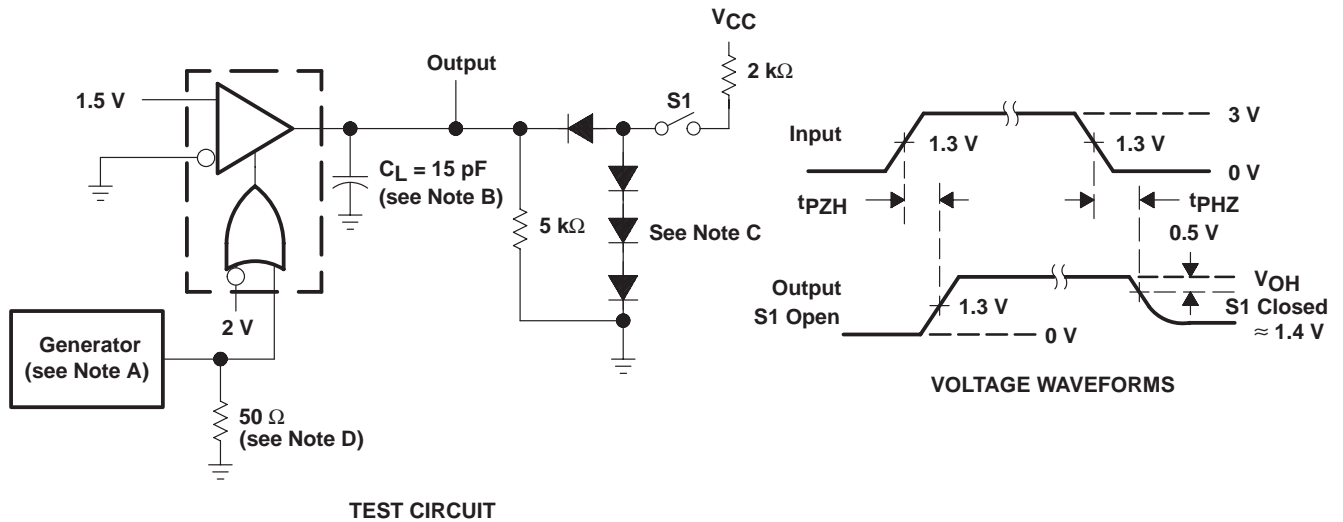 VCC
2 kΩ
S1
Output
1.5 V
CL = 15 pF
(see Note B)
5 kΩ
See Note C
2 V
Generator
(see Note A)
50 Ω
(see Note D)
TEST CIRCUIT
Input
3 V
1.3 V
1.3 V
0 V
tPZH
tPHZ
0.5 V
Output
S1 Open
VOH
S1 Closed
≈ 1.4 V
1.3 V
0 V
VOLTAGE WAVEFORMS